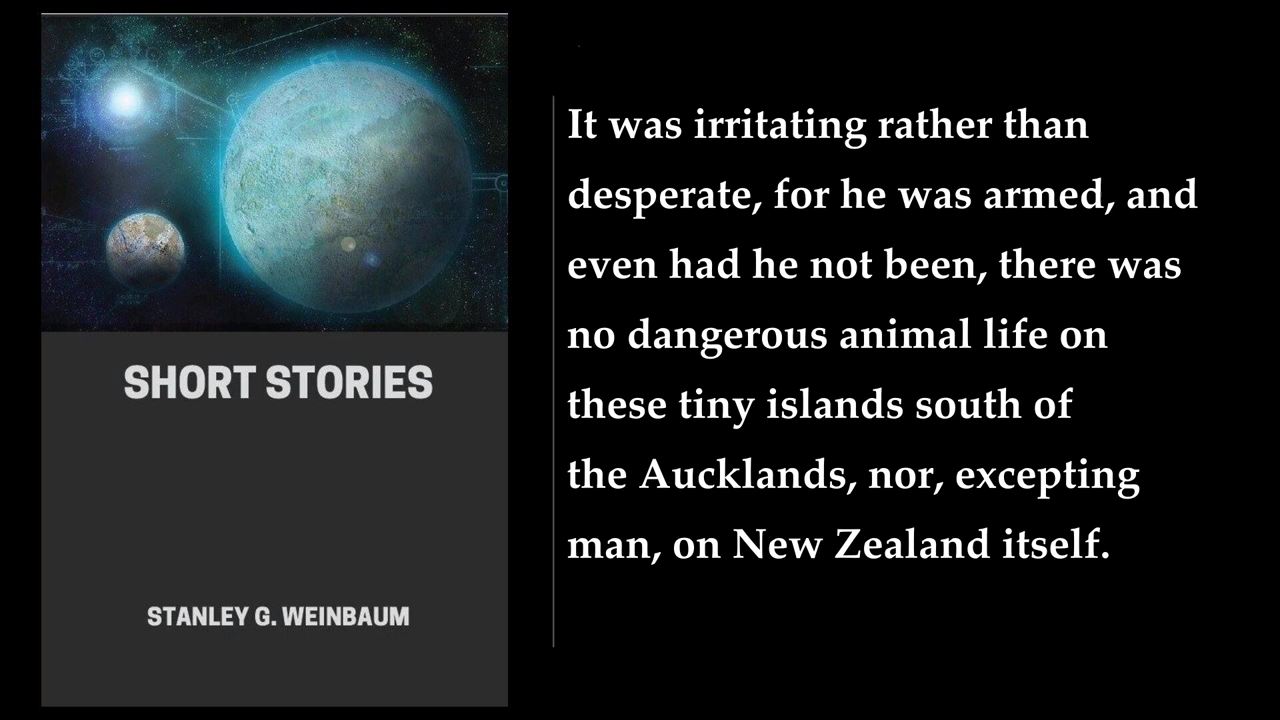 SHORT STORIES
STANLEY G. WEINBAUM
It was irritating rather than
desperate, for he was armed, and
even had he not been, there was
no dangerous animal life on
these tiny islands south of
the Aucklands, nor, excepting
man, on New Zealand itself.